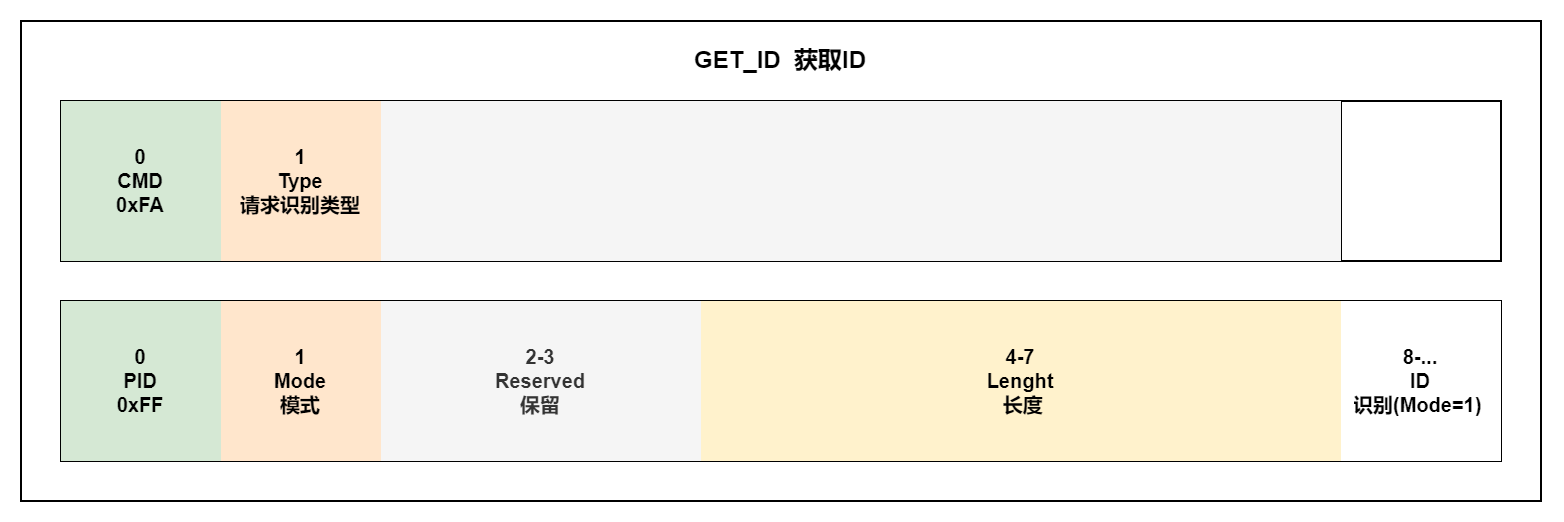 GET_ID 获取ID
0
CMD
0xFA
1
Type
请求识别类型
0
PID
0xFF
1
Mode
模式
2-3
Reserved
保留
4-7
Lenght
长度
8-...
ID
识别(Mode=1)